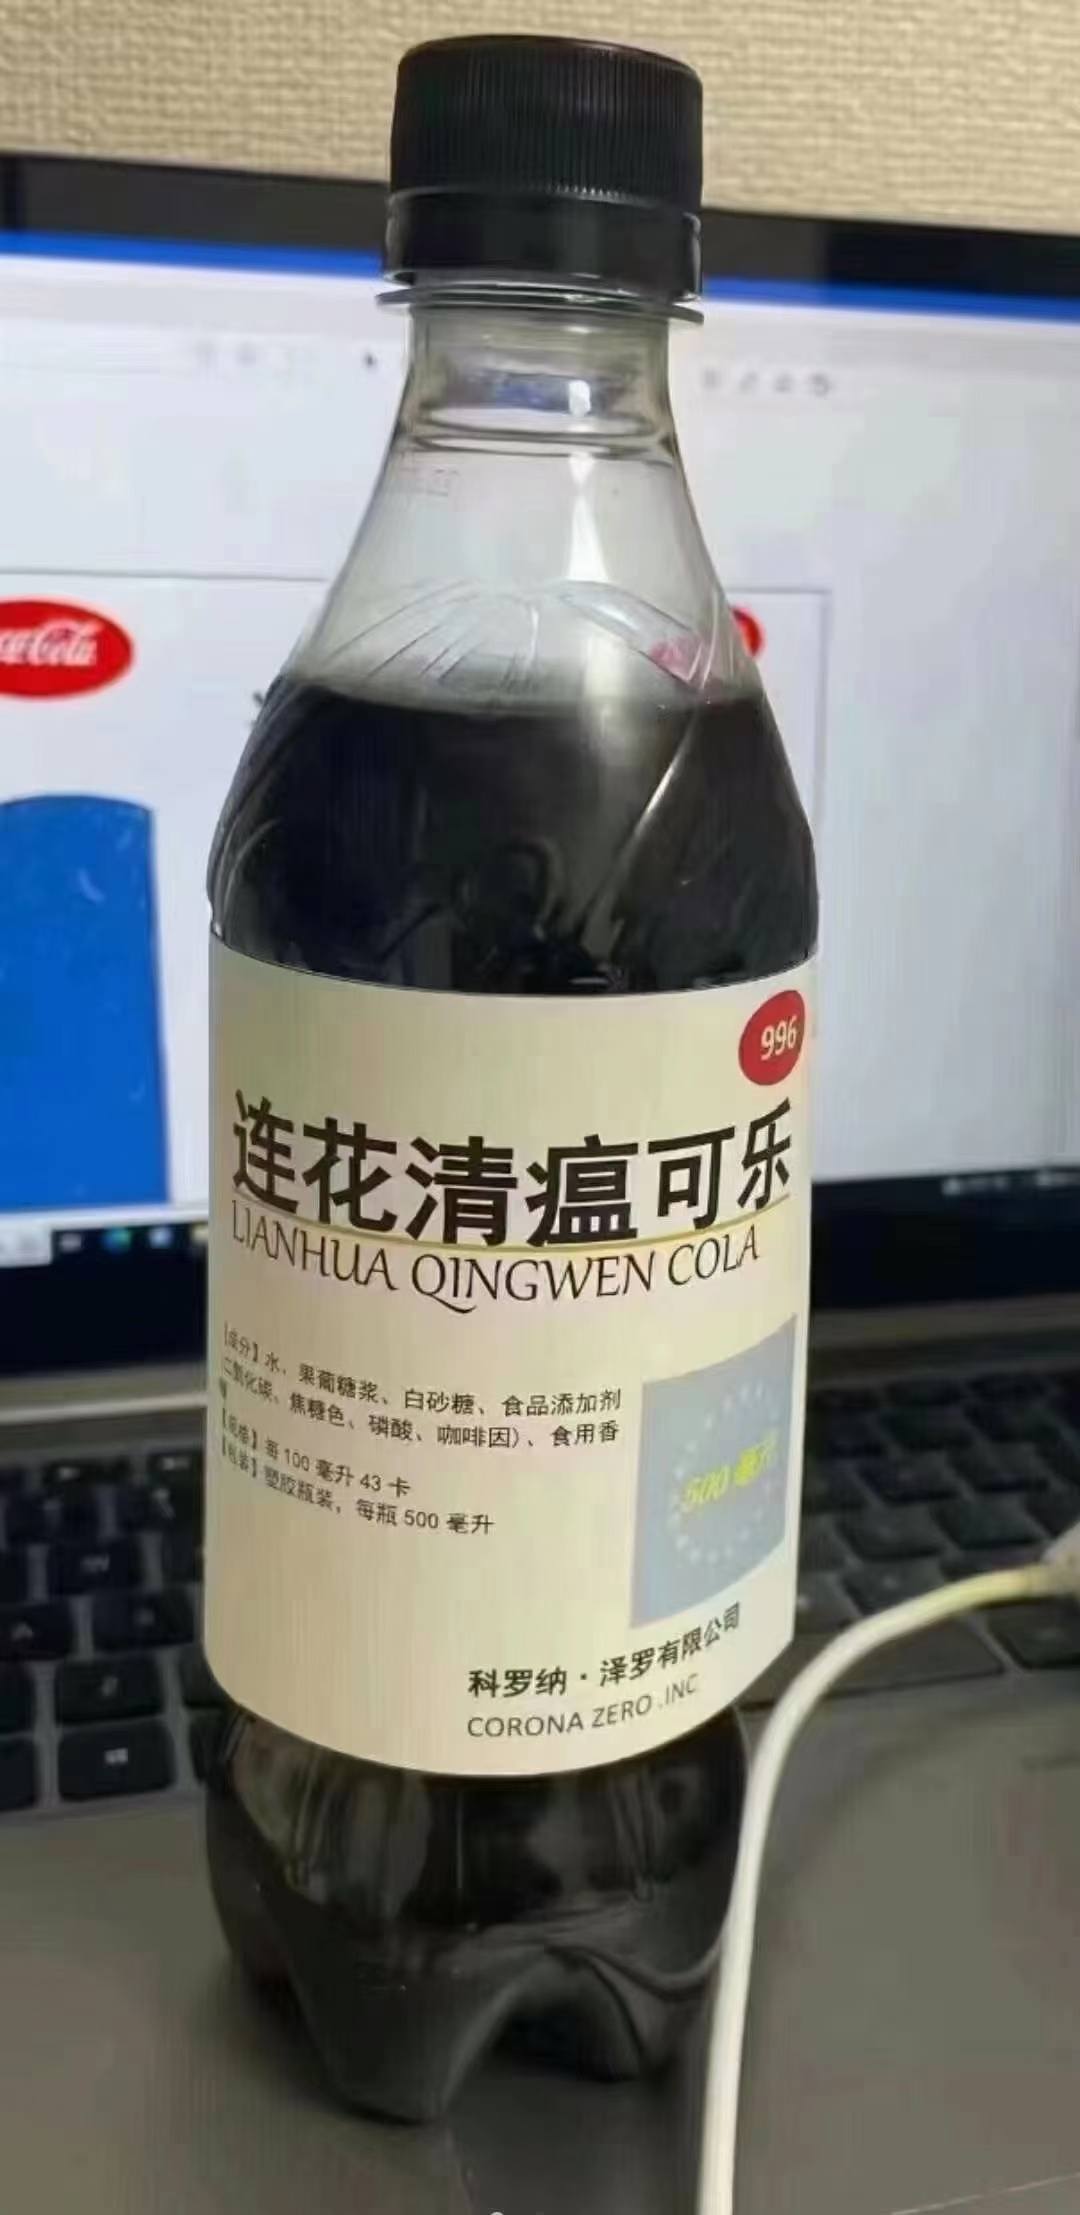 Coca-Cola
996
连花清瘟可乐
LIANHUA QINGWEN COLA
【成分】水、果葡糖浆、白砂糖、食品添加剂
二氧化碳、焦糖色、磷酸、咖啡因）、食用香
【规格】每 100 毫升 43 卡
【包装】塑胶瓶装，每瓶 500 毫升
500 毫升
科罗纳·泽罗有限公司
CORONA ZERO .INC